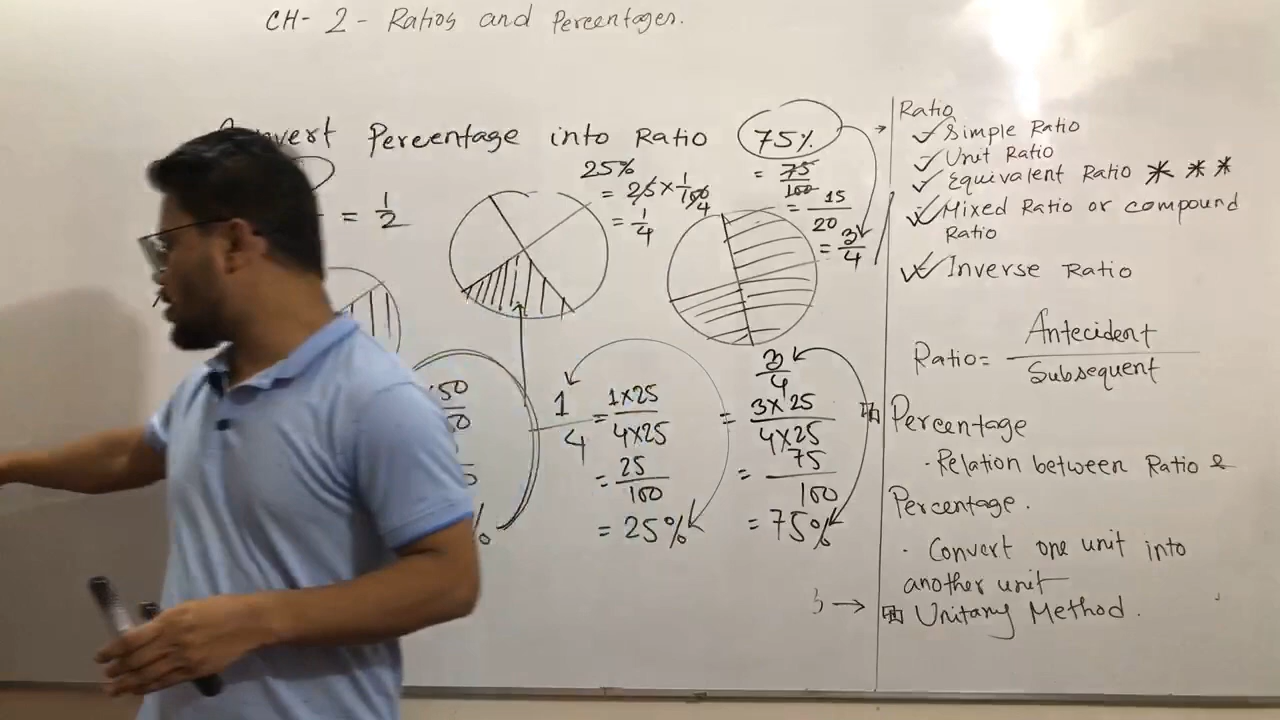 CH- 2 - Ratios and Percentages.
Convert Percentage into Ratio
= 1/2
25%
= 25 × 1/100 4
= 1/4
75%
= 75/100
= 15/20
= 3/4
50
1/4 = 1×25/4×25
= 25/100
= 25%
3/4
= 3×25/4×25
= 75/100
= 75%
%
Ratio
✓ Simple Ratio
✓ Unit Ratio
✓ Equivalent Ratio * * *
✓ Mixed Ratio or compound
Ratio
✓ Inverse Ratio
Ratio = Antecident/Subsequent
Percentage
· Relation between Ratio &
Percentage.
· Convert one unit into
another unit
→ Unitary Method.